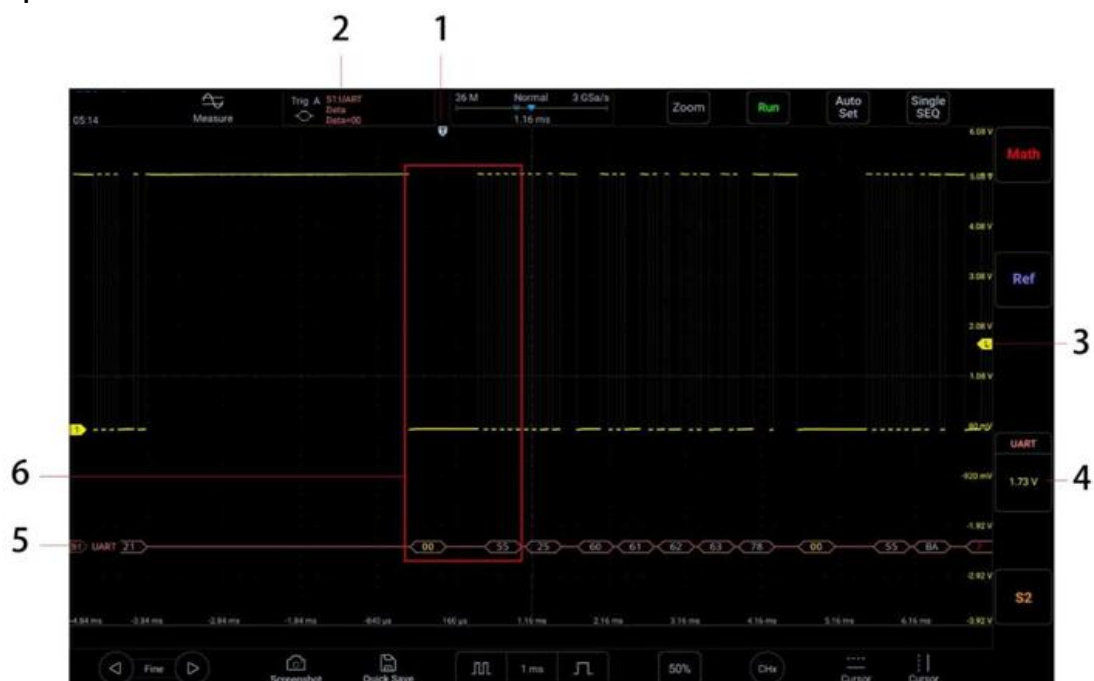 2 1
05:14 Measure Trig A S1:UART Data Data=00 36 M Normal 3 GSa/s 1.16 ms Zoom Run Auto Set Single SEQ
6.08 V
Math
5.08 V
4.08 V
3.08 V
Ref
2.08 V
L
3
1.08 V
1
80 mV
UART
6
-920 mV
1.73 V
4
-1.92 V
5
S1 UART 21 00 55 25 60 61 62 63 78 00 55 BA
-2.92 V
S2
-4.84 ms -3.84 ms -2.84 ms -1.84 ms -840 µs 160 µs 1.16 ms 2.16 ms 3.16 ms 4.16 ms 5.16 ms 6.16 ms -3.92 V
Fine Screenshot Quick Save 1 ms 50% CHx Cursor Cursor